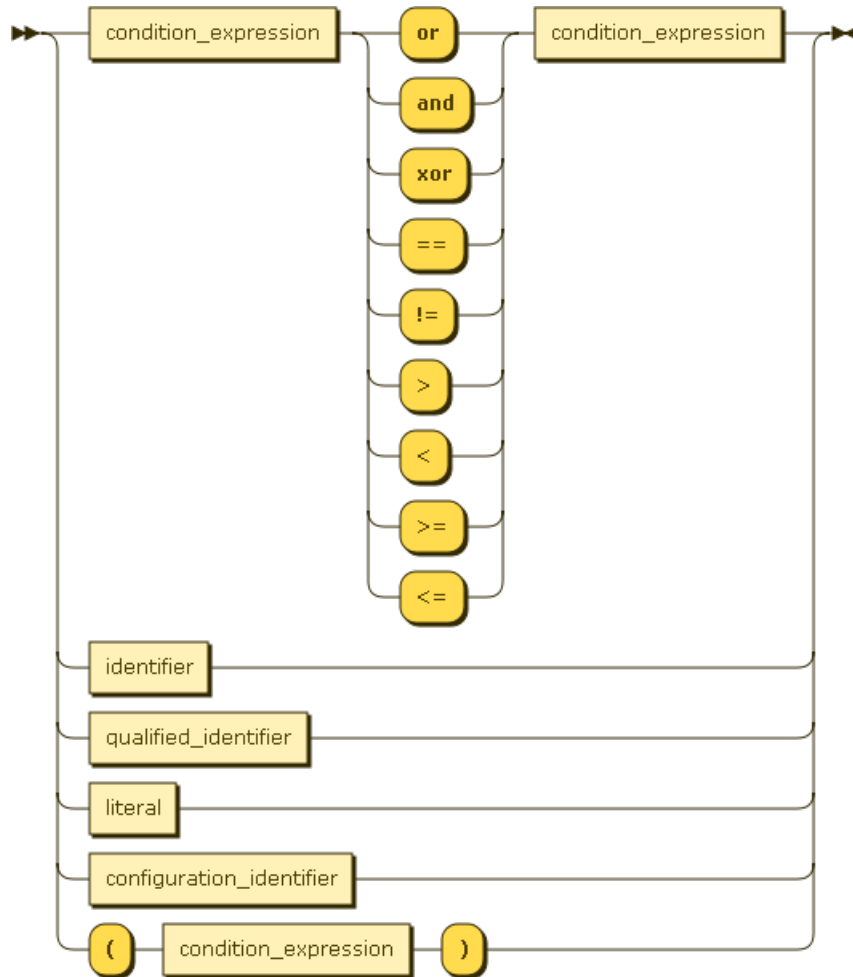 condition_expression or condition_expression
and
xor
==
!=
>
<
>=
<=
identifier
qualified_identifier
literal
configuration_identifier
( condition_expression )